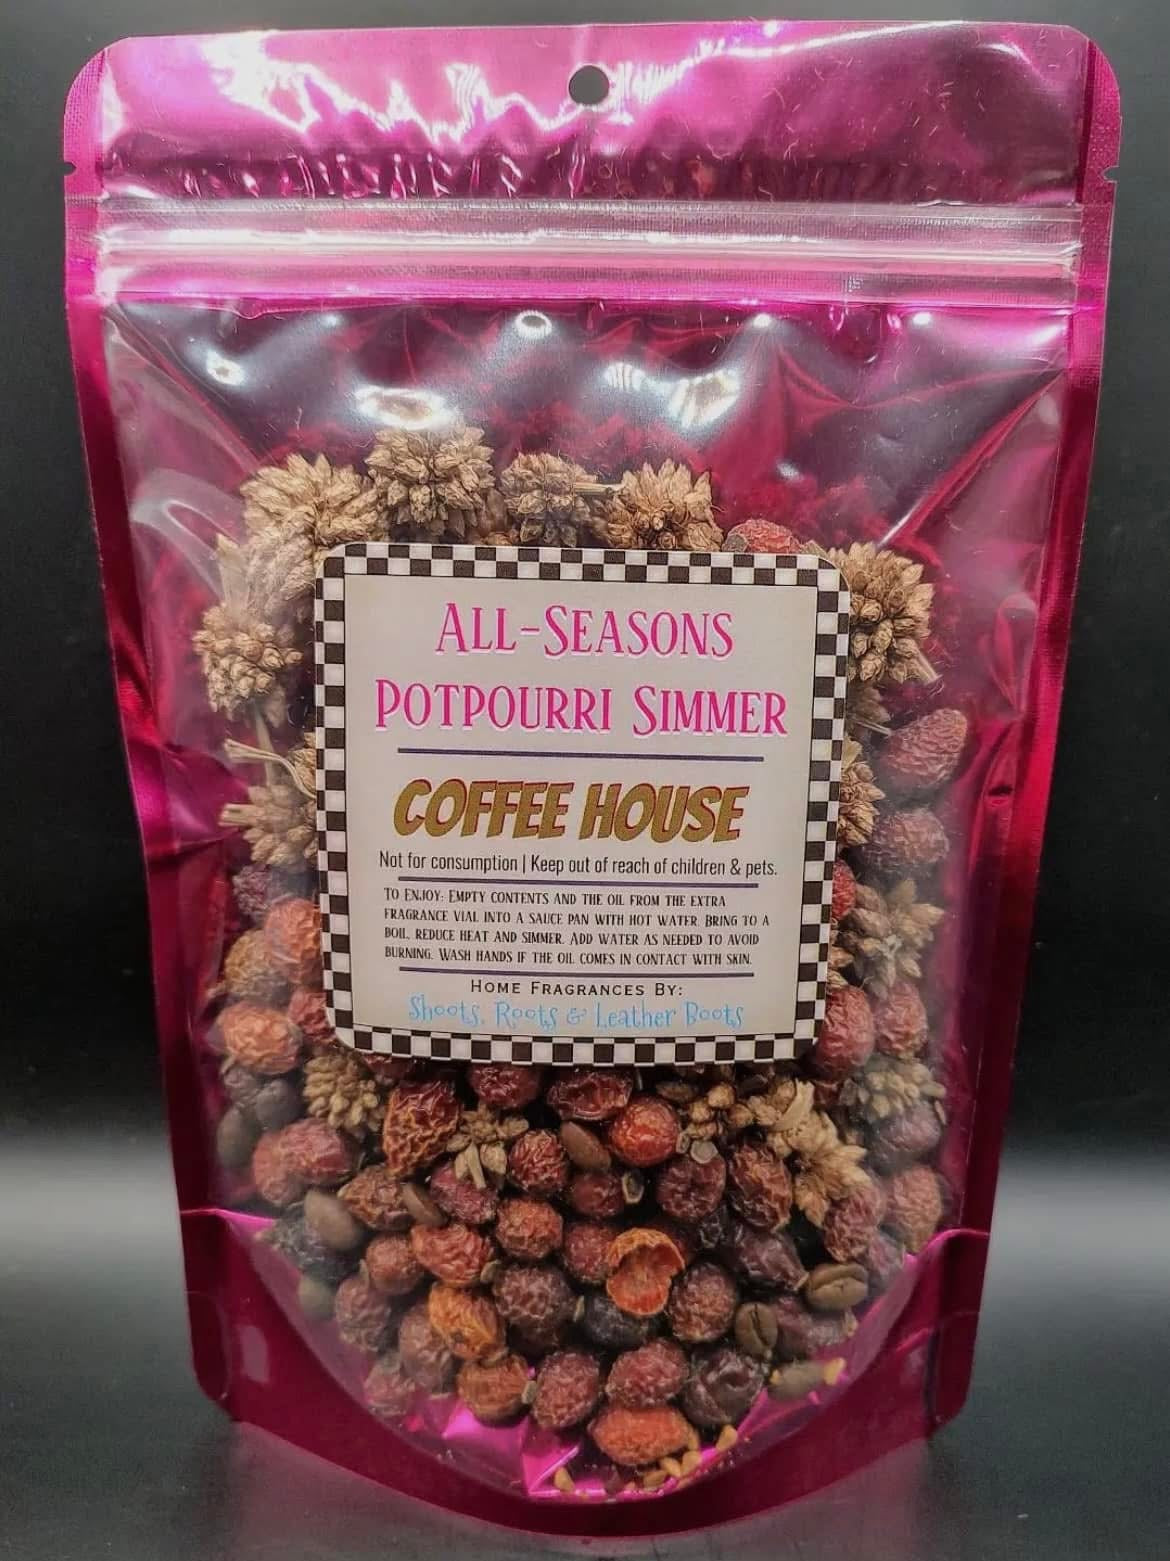 All-Seasons
Potpourri Simmer
COFFEE HOUSE
Not for consumption | Keep out of reach of children & pets.
To Enjoy: Empty contents and the oil from the extra
fragrance vial into a sauce pan with hot water. Bring to a
boil, reduce heat and simmer. Add water as needed to avoid
burning. Wash hands if the oil comes in contact with skin.
Home Fragrances By:
Shoots, Roots & Leather Boots